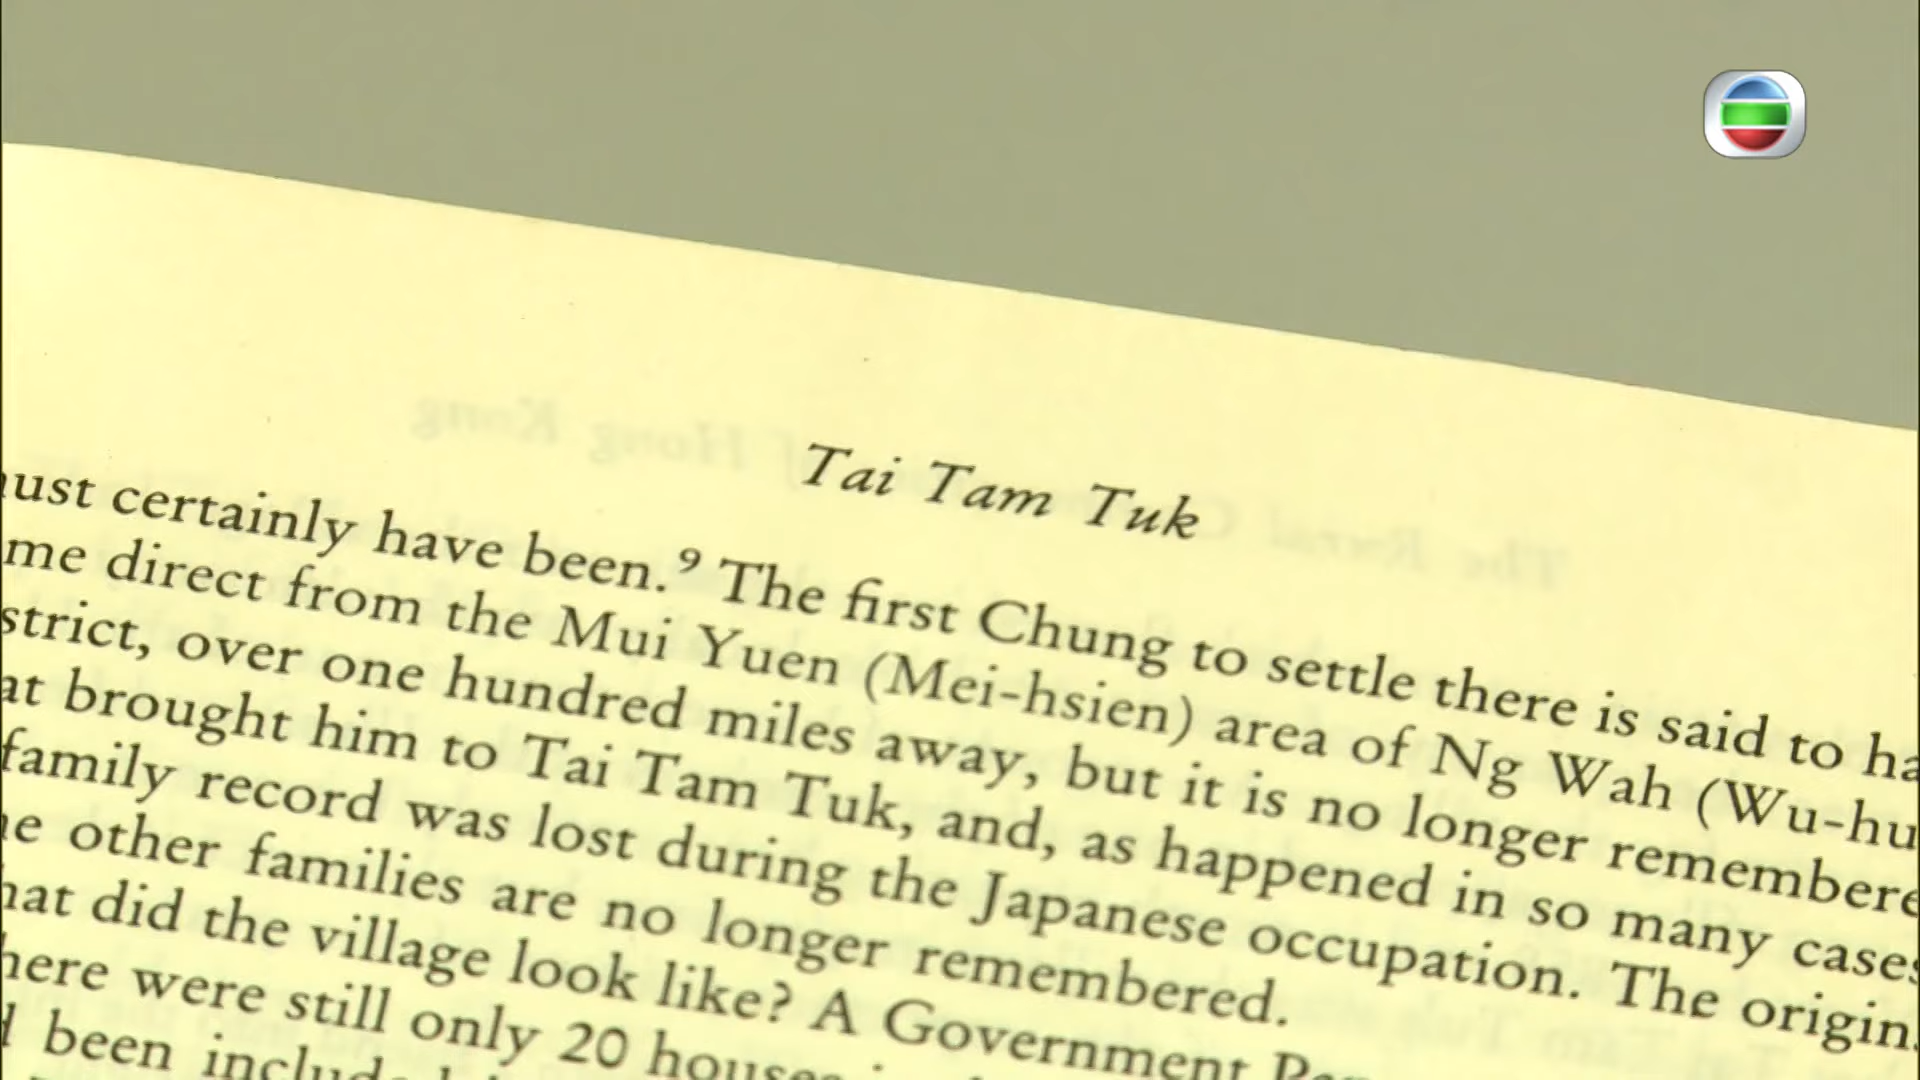 Tai Tam Tuk
ust certainly have been.⁹ The first Chung to settle there is said to ha
me direct from the Mui Yuen (Mei-hsien) area of Ng Wah (Wu-hu
strict, over one hundred miles away, but it is no longer remembere
at brought him to Tai Tam Tuk, and, as happened in so many cases
family record was lost during the Japanese occupation. The origin
e other families are no longer remembered.
hat did the village look like? A Government
here were still only 20 houses
been